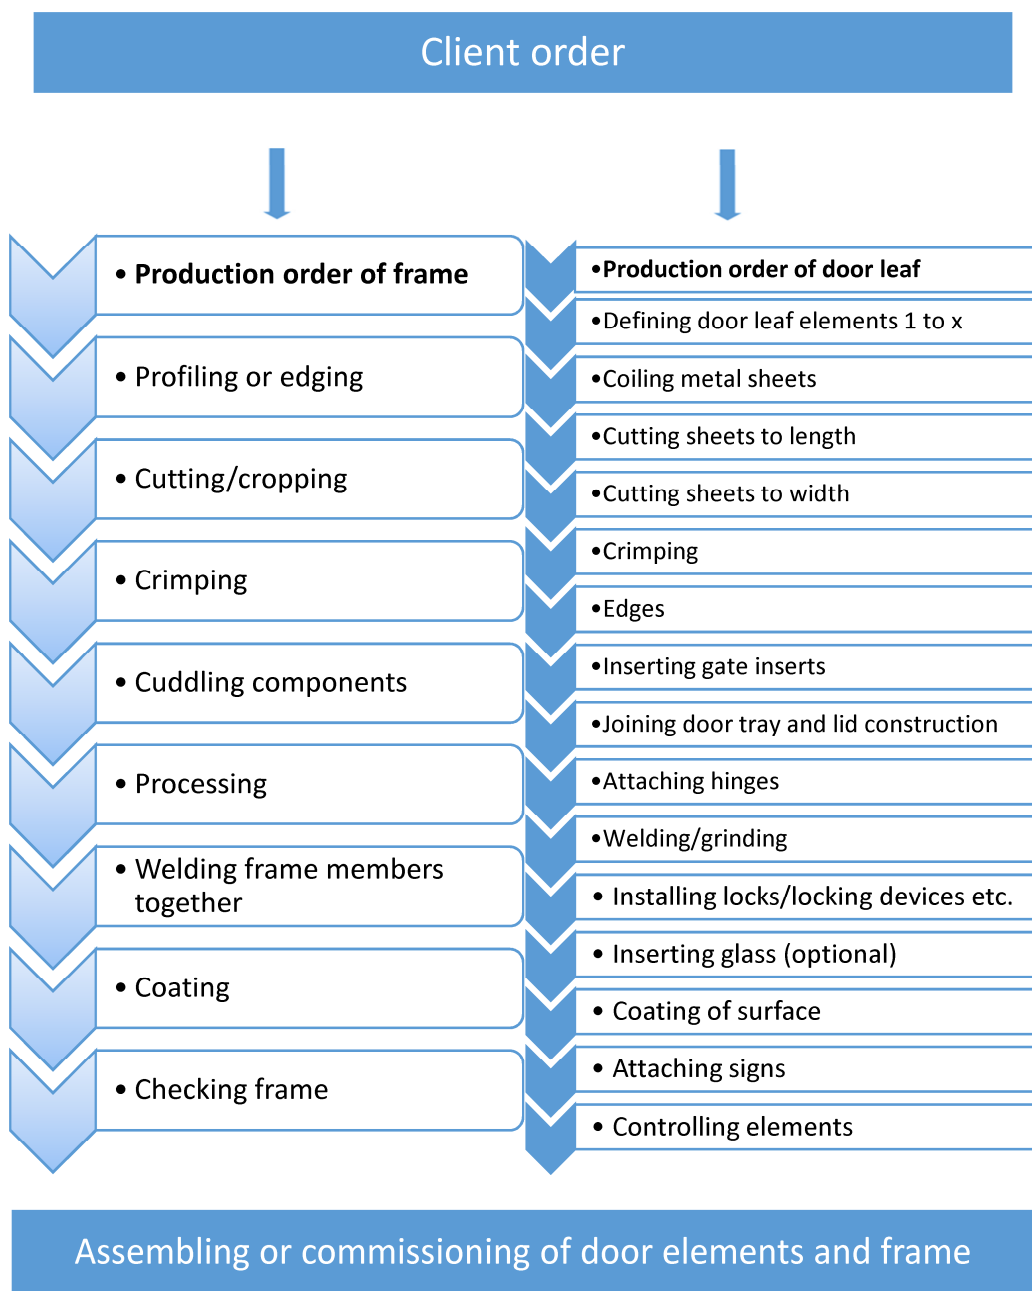 Client order
• Production order of frame
• Profiling or edging
• Cutting/cropping
• Crimping
• Cuddling components
• Processing
• Welding frame members
together
• Coating
• Checking frame
•Production order of door leaf
•Defining door leaf elements 1 to x
•Coiling metal sheets
•Cutting sheets to length
•Cutting sheets to width
•Crimping
•Edges
•Inserting gate inserts
•Joining door tray and lid construction
•Attaching hinges
•Welding/grinding
• Installing locks/locking devices etc.
• Inserting glass (optional)
• Coating of surface
• Attaching signs
• Controlling elements
Assembling or commissioning of door elements and frame